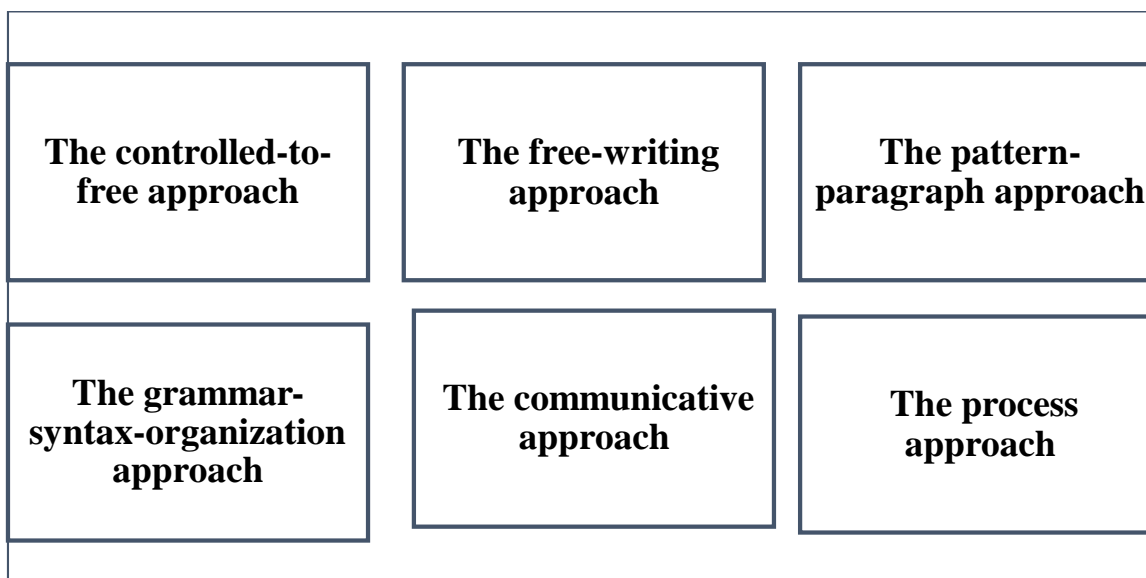 The controlled-to-
free approach
The free-writing
approach
The pattern-
paragraph approach
The grammar-
syntax-organization
approach
The communicative
approach
The process
approach